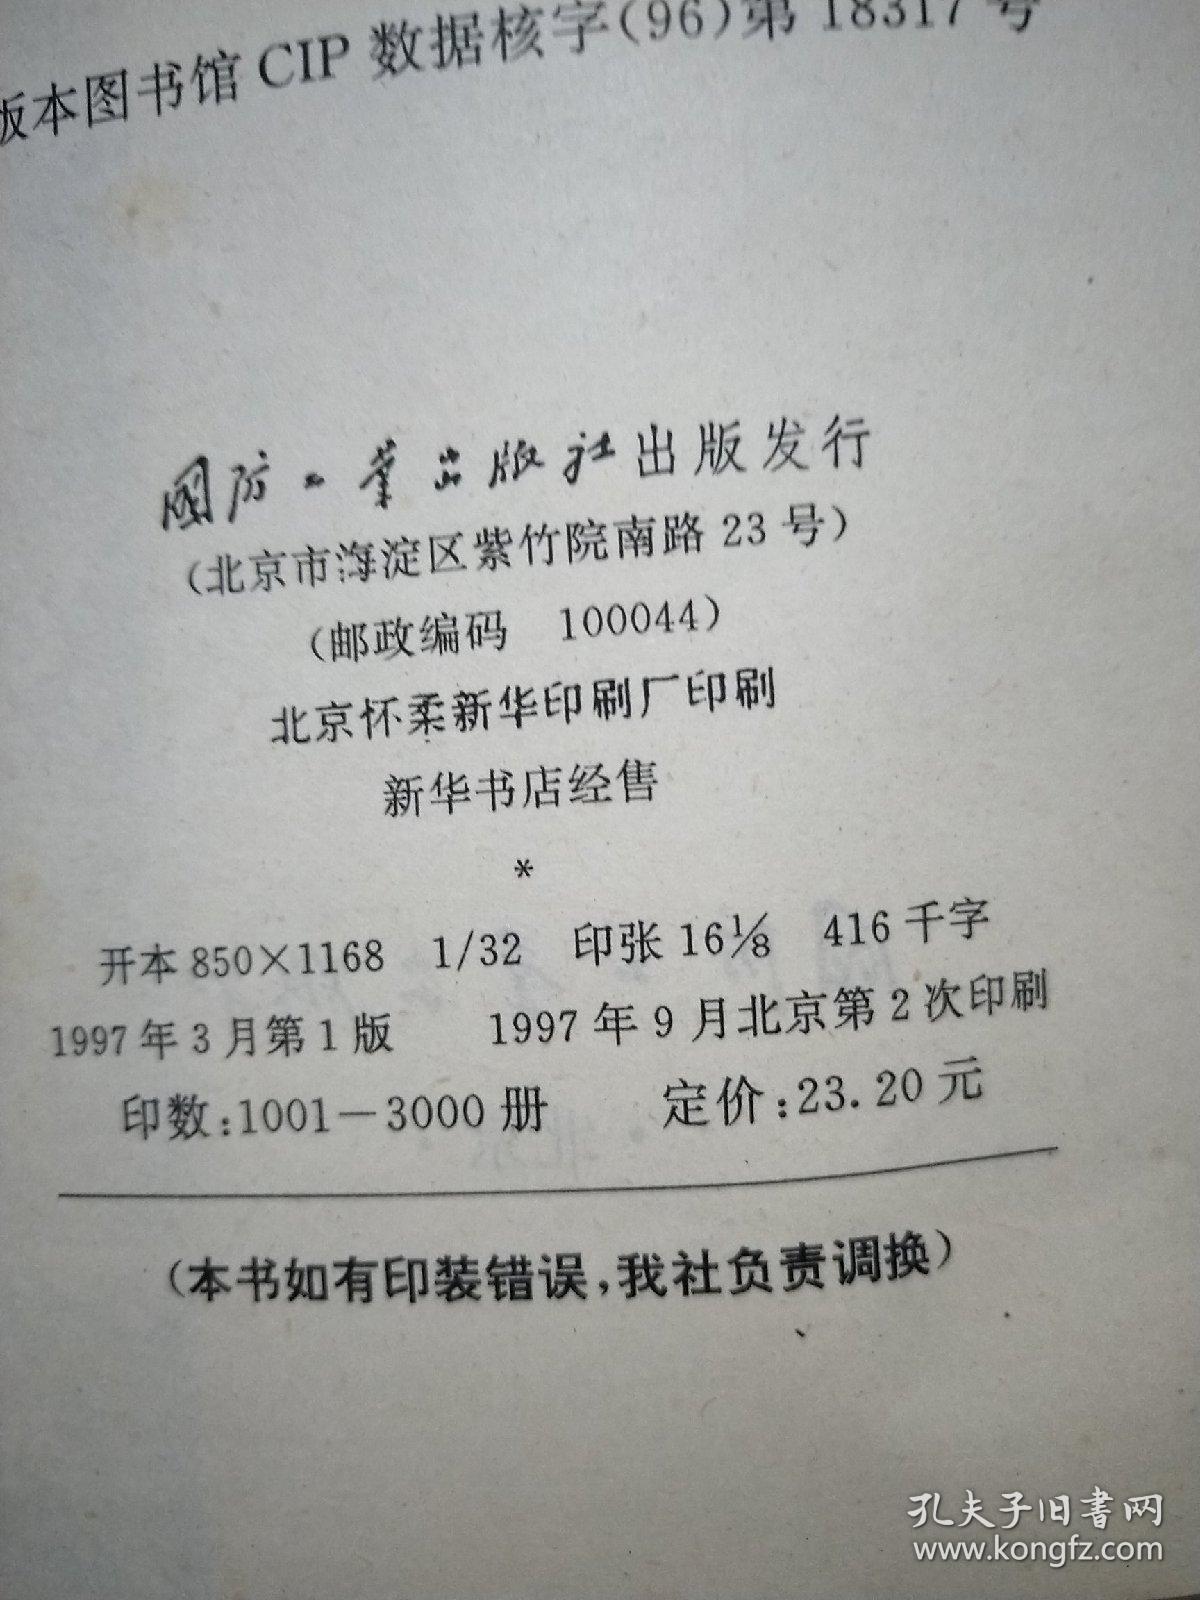 版本图书馆 CIP 数据核字(96)第 18317 号
国防工业出版社出版发行
(北京市海淀区紫竹院南路 23 号)
(邮政编码 100044)
北京怀柔新华印刷厂印刷
新华书店经售
*
开本 850×1168 1/32 印张 16⅛ 416 千字
1997 年 3 月第 1 版 1997 年 9 月北京第 2 次印刷
印数:1001—3000 册 定价:23.20 元
(本书如有印装错误,我社负责调换)
孔夫子旧书网
www.kongfz.com